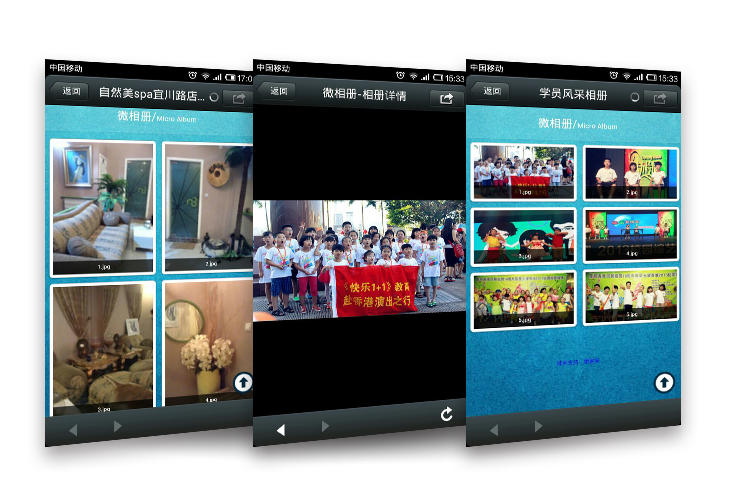 中国移动
17:0
返回
自然美spa宜川路店...
微相册/Micro Album
1.jpg
2.jpg
3.jpg
4.jpg
中国移动
15:33
返回
微相册-相册详情
《快乐1+1》教育
赴香港演出之行
中国移动
15:33
返回
学员风采相册
微相册/Micro Album
1.jpg
2.jpg
3.jpg
4.jpg
5.jpg
6.jpg